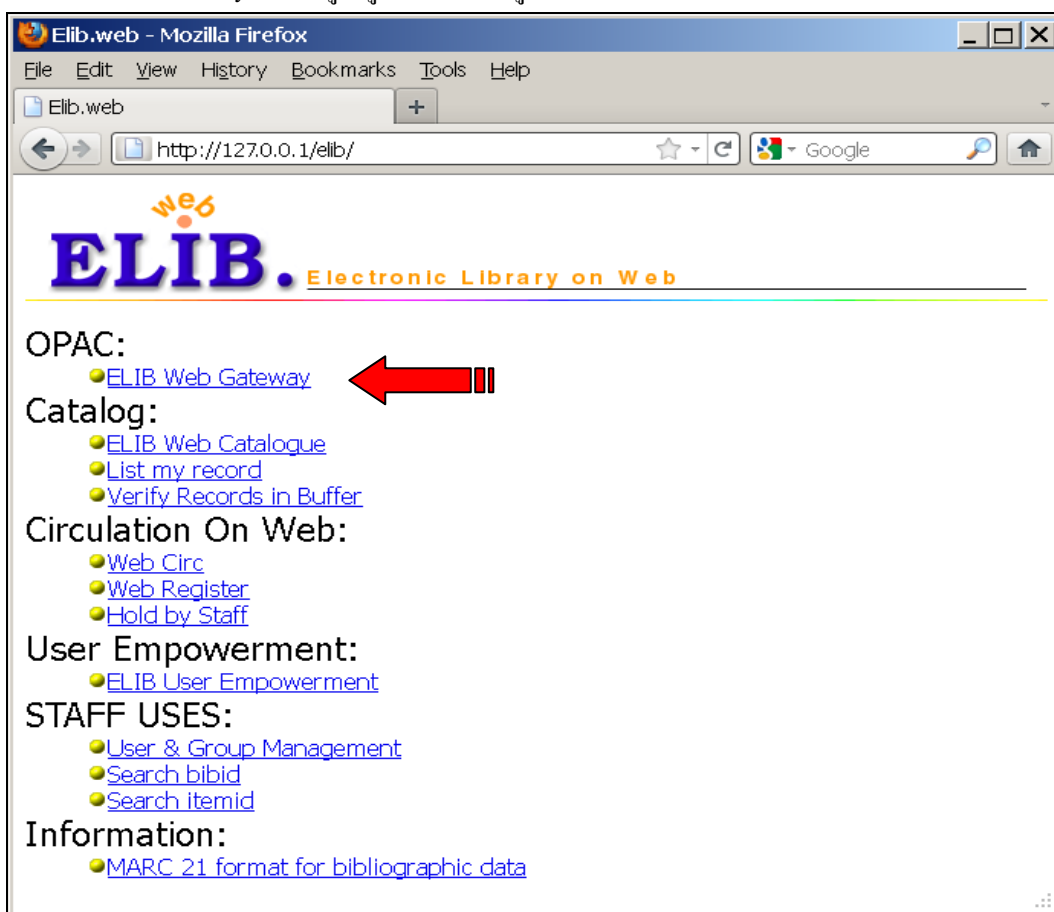 Elib.web - Mozilla Firefox
File Edit View History Bookmarks Tools Help
Elib.web
http://127.0.0.1/elib/ Google
web
ELIB. Electronic Library on Web
OPAC:
ELIB Web Gateway
Catalog:
ELIB Web Catalogue
List my record
Verify Records in Buffer
Circulation On Web:
Web Circ
Web Register
Hold by Staff
User Empowerment:
ELIB User Empowerment
STAFF USES:
User & Group Management
Search bibid
Search itemid
Information:
MARC 21 format for bibliographic data